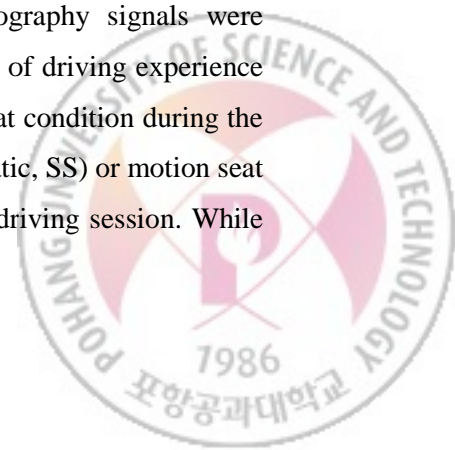 ography signals were
of driving experience
at condition during the
atic, SS) or motion seat
driving session. While
POHANG UNIVERSITY OF SCIENCE AND TECHNOLOGY
1986
포항공과대학교